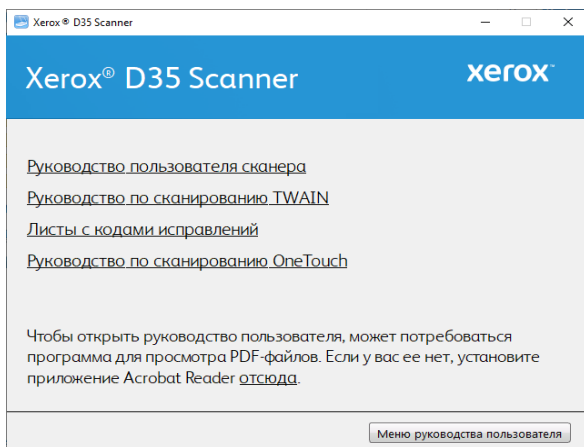 Xerox® D35 Scanner
Xerox® D35 Scanner
xerox™
Руководство пользователя сканера
Руководство по сканированию TWAIN
Листы с кодами исправлений
Руководство по сканированию OneTouch
Чтобы открыть руководство пользователя, может потребоваться
программа для просмотра PDF-файлов. Если у вас ее нет, установите
приложение Acrobat Reader отсюда.
Меню руководства пользователя